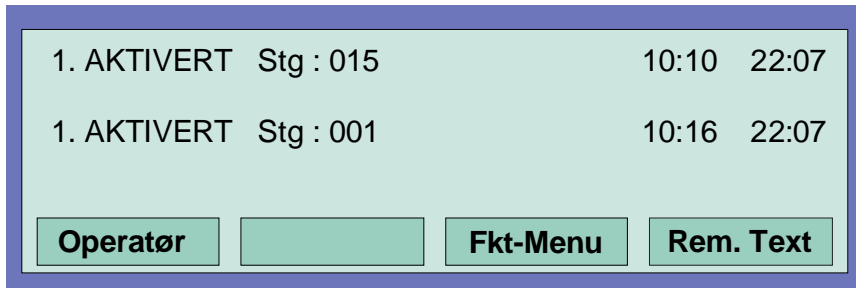 1. AKTIVERT Stg : 015 10:10 22:07
1. AKTIVERT Stg : 001 10:16 22:07
Operatør Fkt-Menu Rem. Text